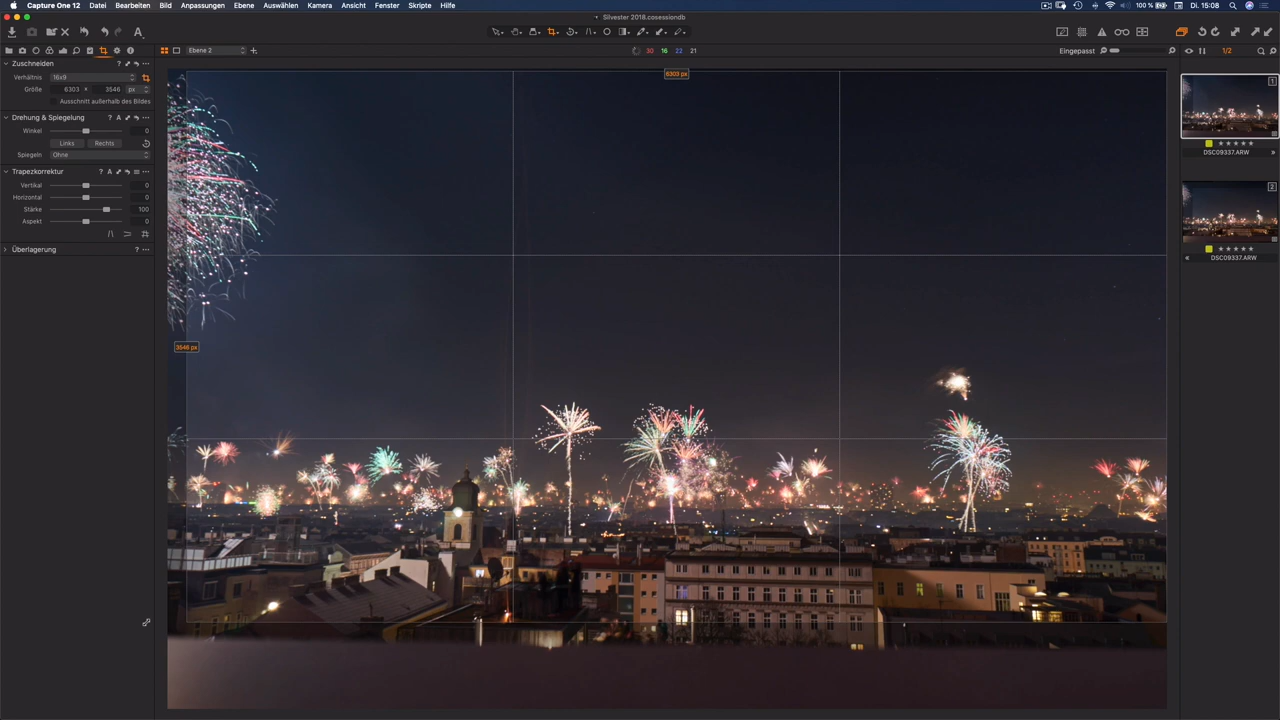 Capture One 12 Datei Bearbeiten Bild Anpassungen Ebene Auswählen Kamera Ansicht Fenster Skripte Hilfe 100 % Di. 15:08
Silvester 2018.cosessiondb
Ebene 2 30 16 22 21 Eingepasst 1/2
Zuschneiden
Verhältnis 16x9
Größe 6303 × 3546 px
Ausschnitt außerhalb des Bildes
Drehung & Spiegelung
Winkel 0
Links Rechts
Spiegeln Ohne
Trapezkorrektur
Vertikal 0
Horizontal 0
Stärke 100
Aspekt 0
Überlagerung
6303 px
3546 px
1
DSC09337.ARW
2
DSC09337.ARW